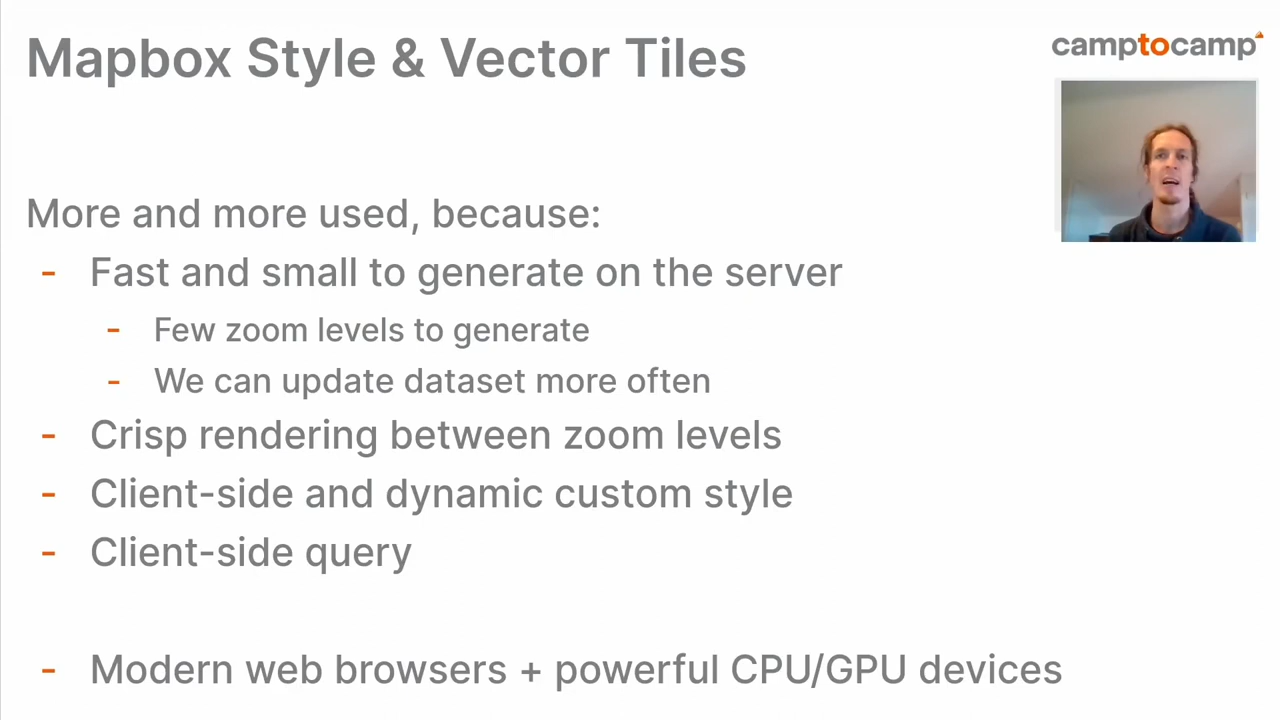 Mapbox Style & Vector Tiles
camptocamp
More and more used, because:
- Fast and small to generate on the server
- Few zoom levels to generate
- We can update dataset more often
- Crisp rendering between zoom levels
- Client-side and dynamic custom style
- Client-side query
- Modern web browsers + powerful CPU/GPU devices